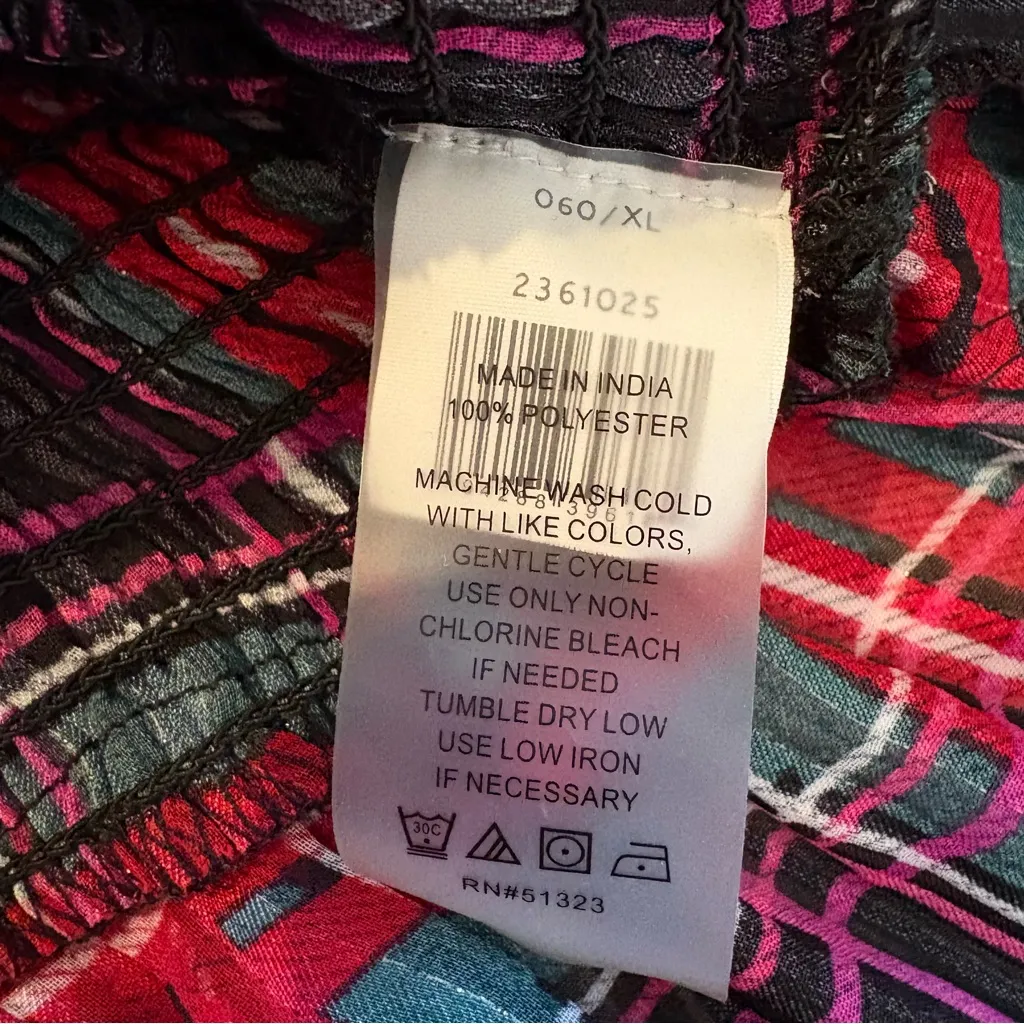 060/XL
2361025
MADE IN INDIA
100% POLYESTER
MACHINE WASH COLD
WITH LIKE COLORS,
GENTLE CYCLE
USE ONLY NON-
CHLORINE BLEACH
IF NEEDED
TUMBLE DRY LOW
USE LOW IRON
IF NECESSARY
30C
RN#51323